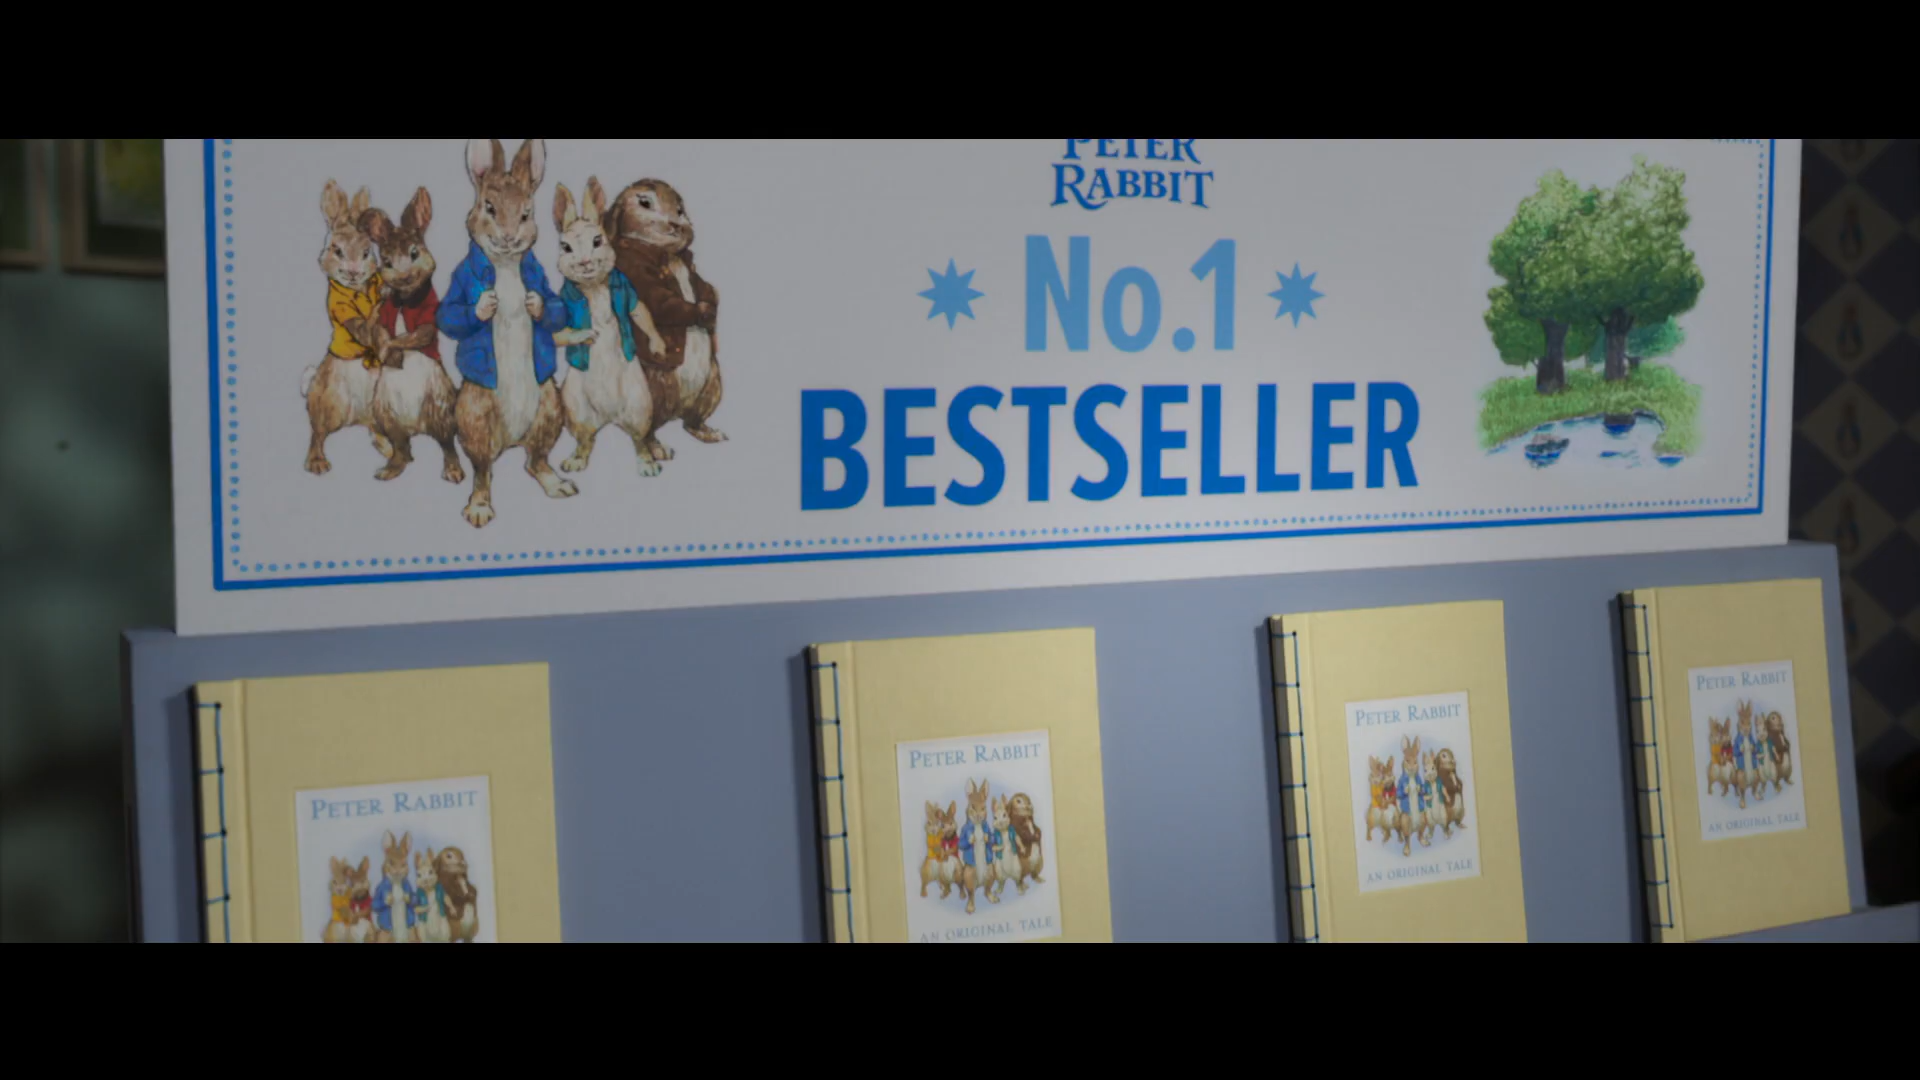 PETER
RABBIT
No.1
BESTSELLER
PETER RABBIT
PETER RABBIT
AN ORIGINAL TALE
PETER RABBIT
AN ORIGINAL TALE
PETER RABBIT
AN ORIGINAL TALE